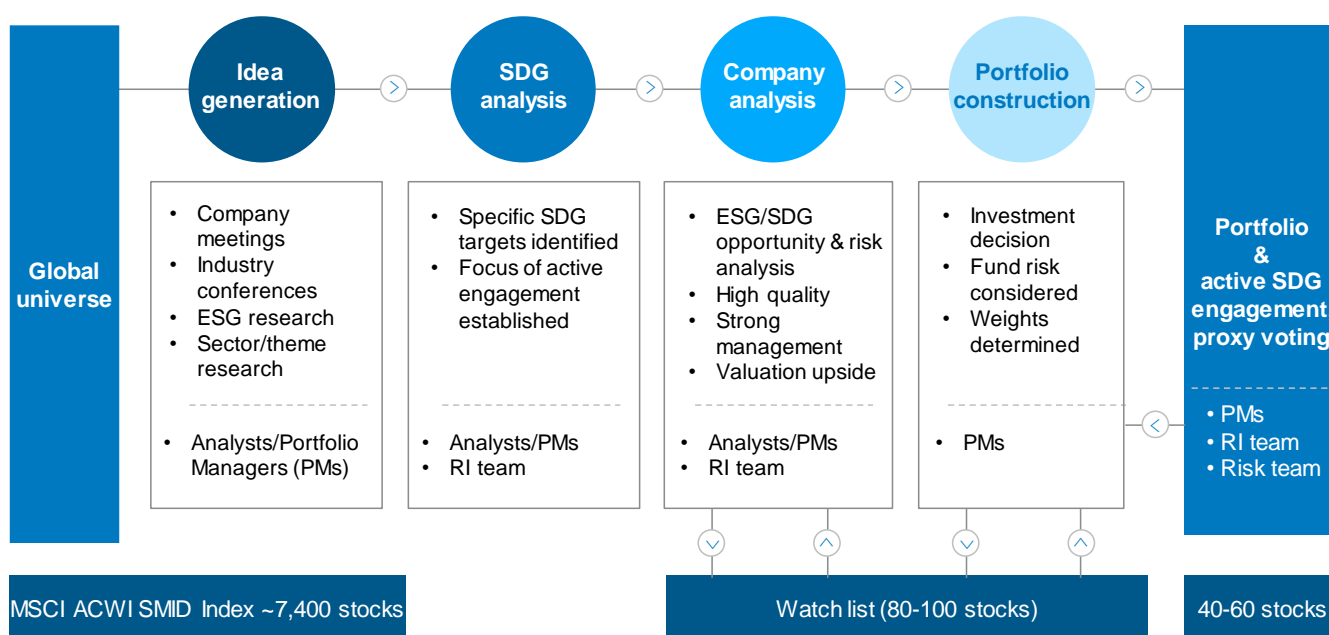 Global
universe
Idea
generation
SDG
analysis
Company
analysis
Portfolio
construction
• Company
meetings
• Industry
conferences
• ESG research
• Sector/theme
research
• Analysts/Portfolio
Managers (PMs)
• Specific SDG
targets identified
• Focus of active
engagement
established
• Analysts/PMs
• RI team
• ESG/SDG
opportunity & risk
analysis
• High quality
• Strong
management
• Valuation upside
• Analysts/PMs
• RI team
• Investment
decision
• Fund risk
considered
• Weights
determined
• PMs
Portfolio
&
active SDG
engagement
proxy voting
• PMs
• RI team
• Risk team
MSCI ACWI SMID Index ~7,400 stocks
Watch list (80-100 stocks)
40-60 stocks